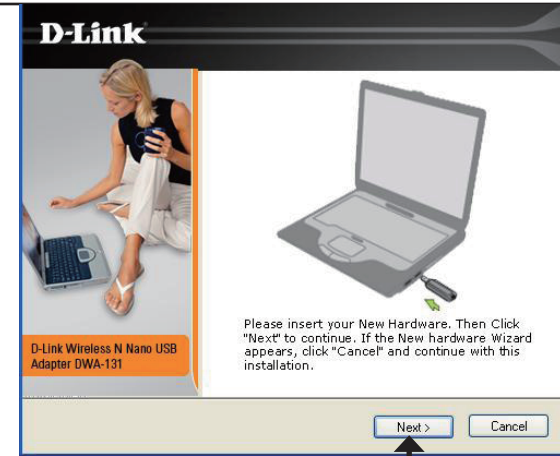 D-Link
Please insert your New Hardware. Then Click
"Next" to continue. If the New hardware Wizard
appears, click "Cancel" and continue with this
installation.
D-Link Wireless N Nano USB
Adapter DWA-131
Next >
Cancel